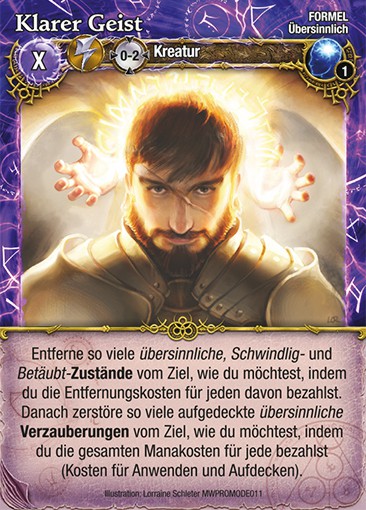 Klarer Geist
FORMEL
Übersinnlich
X
0-2
Kreatur
1
LCR
Entferne so viele übersinnliche, Schwindlig- und
Betäubt-Zustände vom Ziel, wie du möchtest, indem
du die Entfernungskosten für jeden davon bezahlst.
Danach zerstöre so viele aufgedeckte übersinnliche
Verzauberungen vom Ziel, wie du möchtest, indem
du die gesamten Manakosten für jede bezahlst
(Kosten für Anwenden und Aufdecken).
Illustration: Lorraine Schleter MWPROMODE011